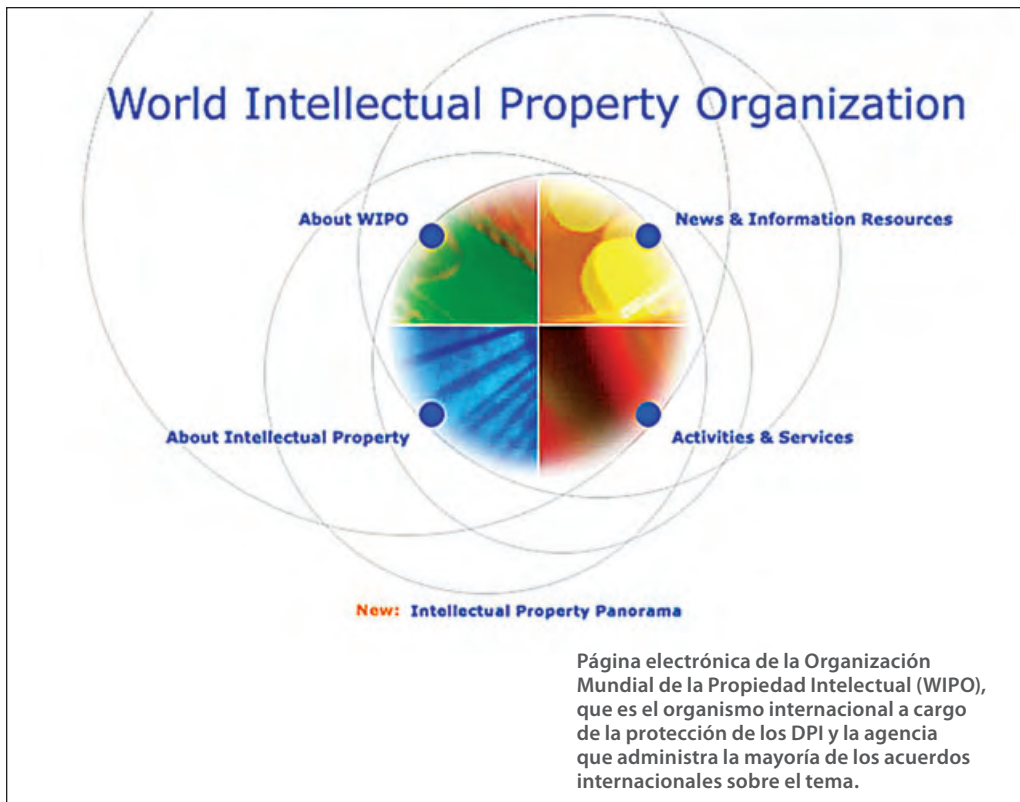 World Intellectual Property Organization
About WIPO
News & Information Resources
About Intellectual Property
Activities & Services
New: Intellectual Property Panorama
Página electrónica de la Organización
Mundial de la Propiedad Intelectual (WIPO),
que es el organismo internacional a cargo
de la protección de los DPI y la agencia
que administra la mayoría de los acuerdos
internacionales sobre el tema.